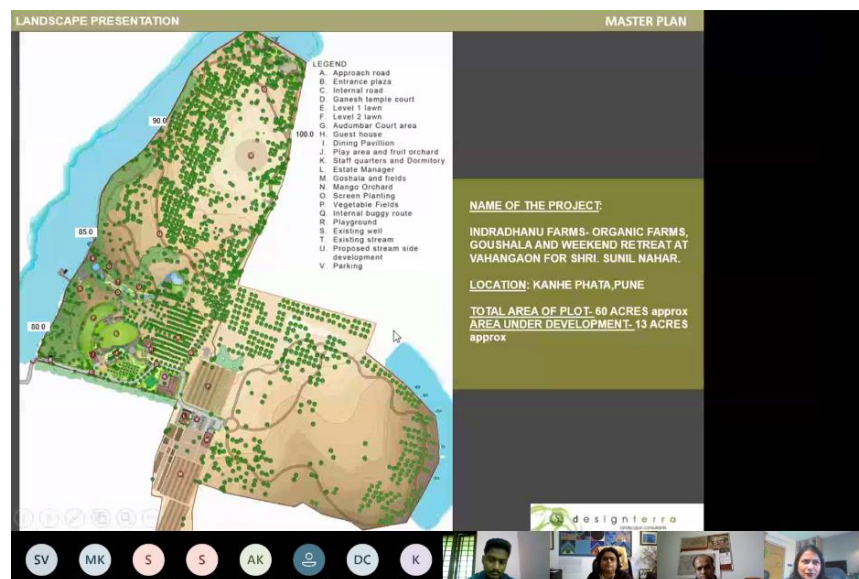 LANDSCAPE PRESENTATION
MASTER PLAN
LEGEND
A. Approach road
B. Entrance plaza
C. Internal road
D. Ganesh temple court
E. Level 1 lawn
F. Level 2 lawn
G. Audumbar Court area
H. Guest house
I. Dining Pavillion
J. Play area and fruit orchard
K. Staff quarters and Dormitory
L. Estate Manager
M. Goshala and fields
N. Mango Orchard
O. Screen Planting
P. Vegetable Fields
Q. Internal buggy route
R. Playground
S. Existing well
T. Existing stream
U. Proposed stream side
development
V. Parking
90.0
100.0
85.0
80.0
NAME OF THE PROJECT:
INDRADHANU FARMS- ORGANIC FARMS,
GOUSHALA AND WEEKEND RETREAT AT
VAHANGAON FOR SHRI. SUNIL NAHAR.
LOCATION: KANHE PHATA,PUNE
TOTAL AREA OF PLOT- 60 ACRES approx
AREA UNDER DEVELOPMENT- 13 ACRES
approx
designterra
landscape consultants
SV
MK
S
S
AK
DC
K